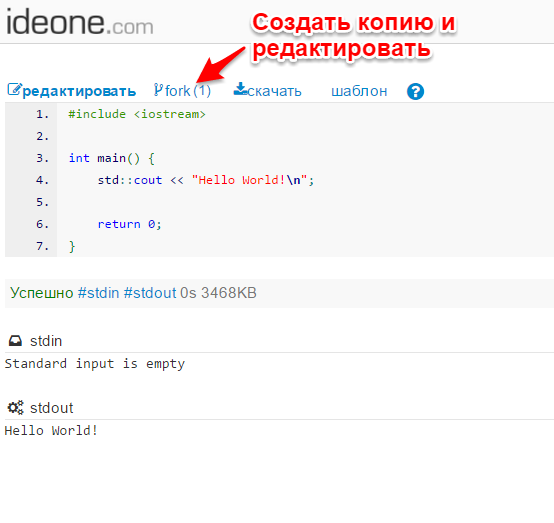 ideone.com
Создать копию и
редактировать
редактировать fork (1) скачать шаблон ?
1. #include <iostream>
2.
3. int main() {
4.     std::cout << "Hello World!\n";
5.
6.     return 0;
7. }
Успешно #stdin #stdout 0s 3468KB
stdin
Standard input is empty
stdout
Hello World!